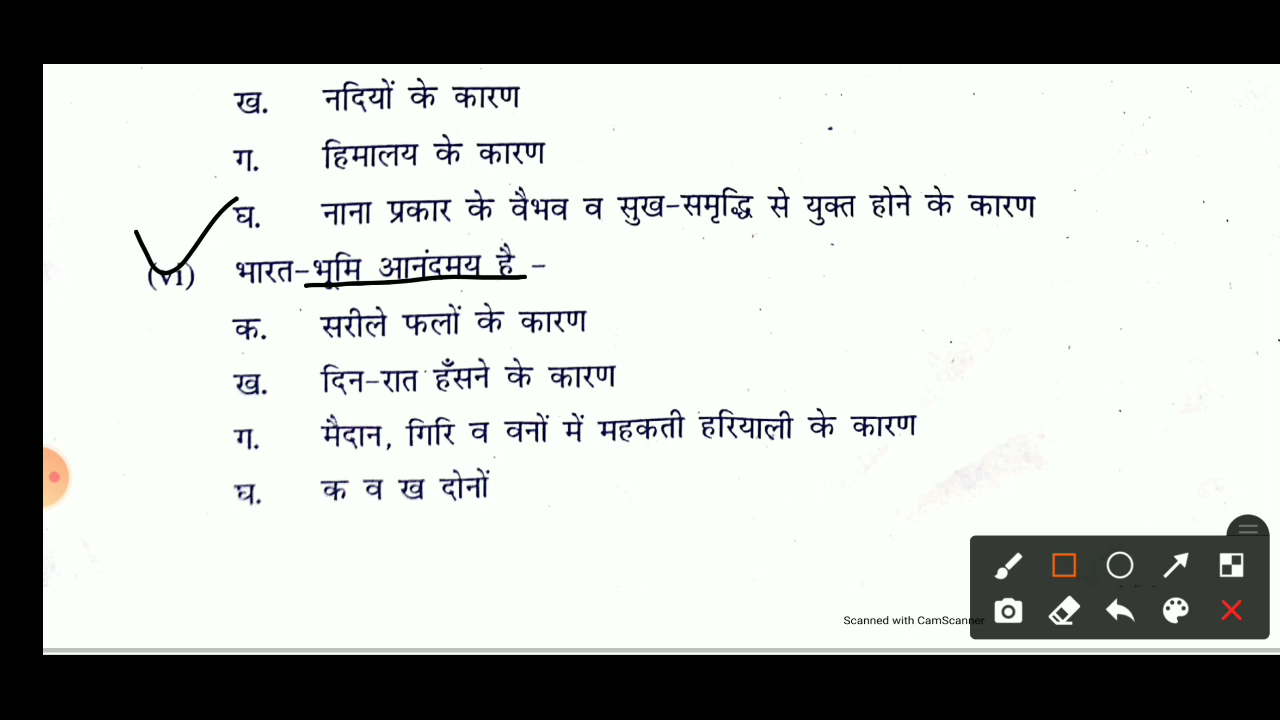 ख. नदियों के कारण
ग. हिमालय के कारण
घ. नाना प्रकार के वैभव व सुख-समृद्धि से युक्त होने के कारण
(vi) भारत-भूमि आनंदमय है -
क. सरीले फलों के कारण
ख. दिन-रात हँसने के कारण
ग. मैदान, गिरि व वनों में महकती हरियाली के कारण
घ. क व ख दोनों
Scanned with CamScanner